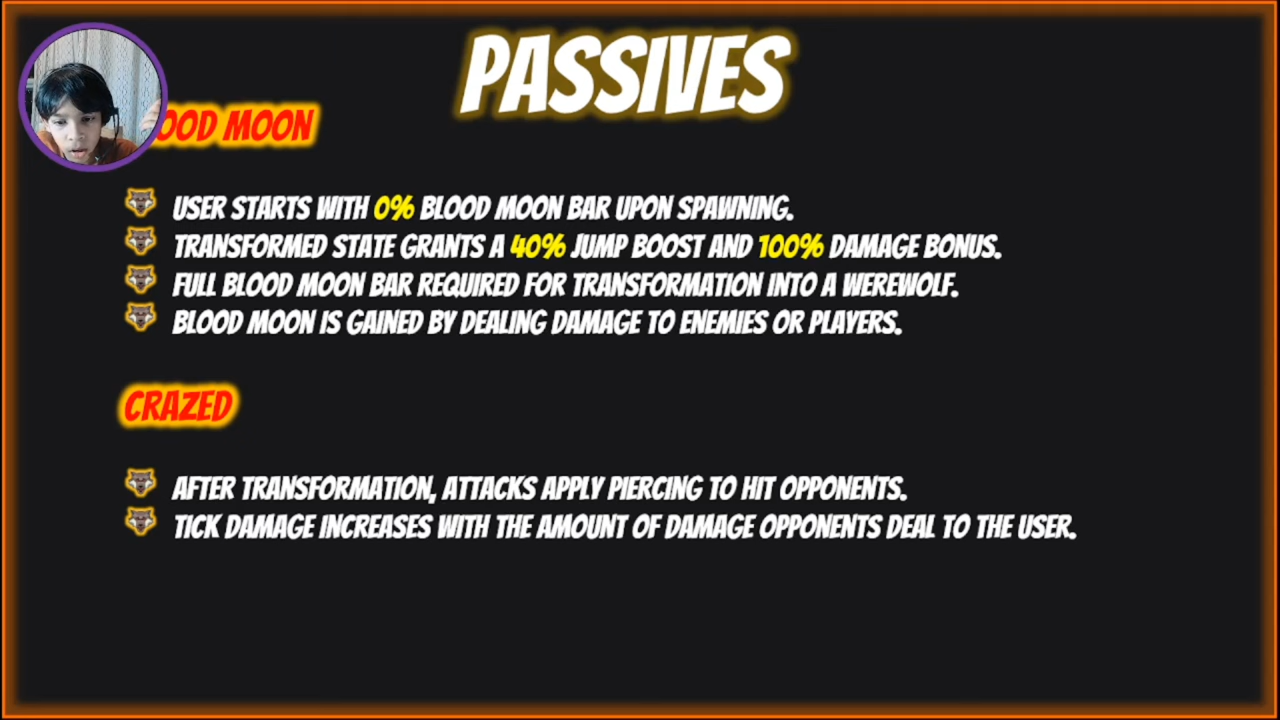 PASSIVES
OOD MOON
USER STARTS WITH 0% BLOOD MOON BAR UPON SPAWNING.
TRANSFORMED STATE GRANTS A 40% JUMP BOOST AND 100% DAMAGE BONUS.
FULL BLOOD MOON BAR REQUIRED FOR TRANSFORMATION INTO A WEREWOLF.
BLOOD MOON IS GAINED BY DEALING DAMAGE TO ENEMIES OR PLAYERS.
CRAZED
AFTER TRANSFORMATION, ATTACKS APPLY PIERCING TO HIT OPPONENTS.
TICK DAMAGE INCREASES WITH THE AMOUNT OF DAMAGE OPPONENTS DEAL TO THE USER.